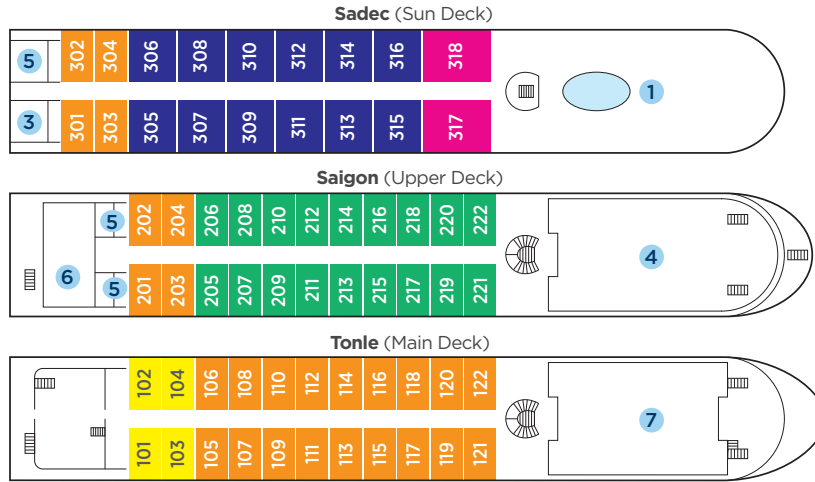 Sadec (Sun Deck)
5 302 304 306 308 310 312 314 316 318
1
3 301 303 305 307 309 311 313 315 317
Saigon (Upper Deck)
5 202 204 206 208 210 212 214 216 218 220 222
6 4
5 201 203 205 207 209 211 213 215 217 219 221
Tonle (Main Deck)
102 104 106 108 110 112 114 116 118 120 122
7
101 103 105 107 109 111 113 115 117 119 121